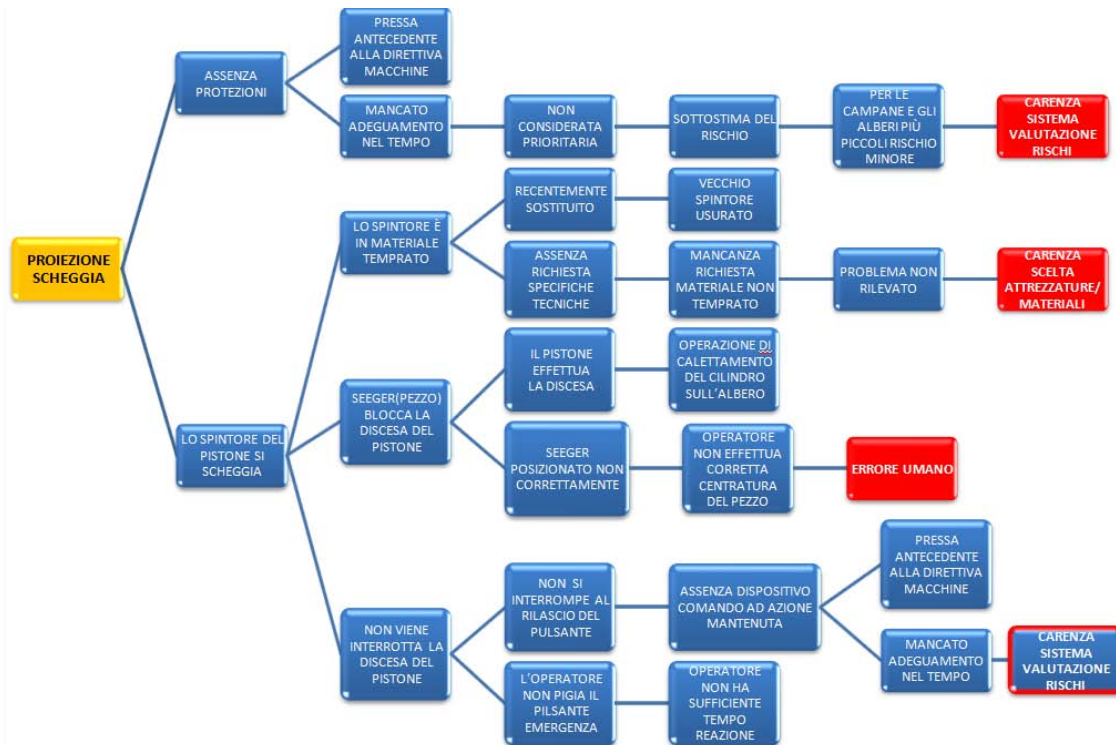 PRESSA
ANTECEDENTE
ALLA DIRETTIVA
MACCHINE
ASSENZA
PROTEZIONI
MANCATO
ADEGUAMENTO
NEL TEMPO
NON
CONSIDERATA
PRIORITARIA
SOTTOSTIMA DEL
RISCHIO
PER LE
CAMPANE E GLI
ALBERI PIÙ
PICCOLI RISCHIO
MINORE
CARENZA
SISTEMA
VALUTAZIONE
RISCHI
PROIEZIONE
SCHEGGIA
LO SPINTORE È
IN MATERIALE
TEMPRATO
RECENTEMENTE
SOSTITUITO
VECCHIO
SPINTORE
USURATO
ASSENZA
RICHIESTA
SPECIFICHE
TECNICHE
MANCANZA
RICHIESTA
MATERIALE NON
TEMPRATO
PROBLEMA NON
RILEVATO
CARENZA
SCELTA
ATTREZZATURE/
MATERIALI
LO SPINTORE DEL
PISTONE SI
SCHEGGIA
SEEGER(PEZZO)
BLOCCA LA
DISCESA DEL
PISTONE
IL PISTONE
EFFETTUA
LA DISCESA
OPERAZIONE DI
CALETTAMENTO
DEL CILINDRO
SULL'ALBERO
SEEGER
POSIZIONATO NON
CORRETTAMENTE
OPERATORE
NON EFFETTUA
CORRETTA
CENTRATURA
DEL PEZZO
ERRORE UMANO
NON VIENE
INTERROTTA LA
DISCESA DEL
PISTONE
NON SI
INTERROMPE AL
RILASCIO DEL
PULSANTE
ASSENZA DISPOSITIVO
COMANDO AD AZIONE
MANTENUTA
PRESSA
ANTECEDENTE
ALLA DIRETTIVA
MACCHINE
MANCATO
ADEGUAMENTO
NEL TEMPO
CARENZA
SISTEMA
VALUTAZIONE
RISCHI
L'OPERATORE
NON PIGIA IL
PILSANTE
EMERGENZA
OPERATORE
NON HA
SUFFICIENTE
TEMPO
REAZIONE